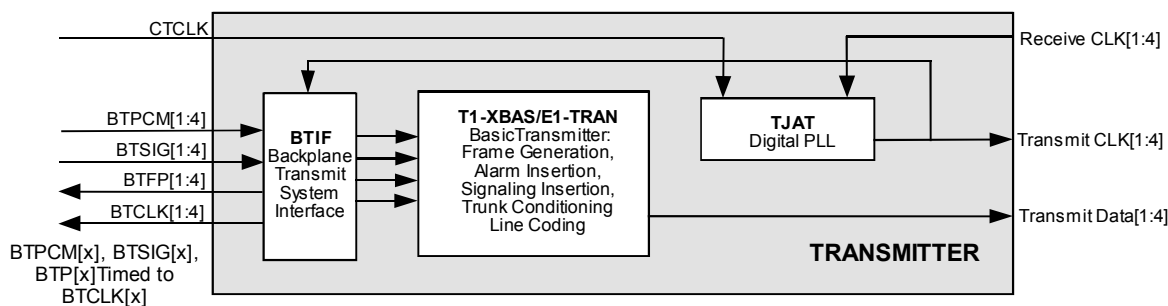 CTCLK
Receive CLK[1:4]
BTPCM[1:4]
BTSIG[1:4]
BTFP[1:4]
BTCLK[1:4]
BTIF
Backplane
Transmit
System
Interface
T1-XBAS/E1-TRAN
BasicTransmitter:
Frame Generation,
Alarm Insertion,
Signaling Insertion,
Trunk Conditioning
Line Coding
TJAT
Digital PLL
Transmit CLK[1:4]
Transmit Data[1:4]
BTPCM[x], BTSIG[x],
BTP[x]Timed to
BTCLK[x]
TRANSMITTER